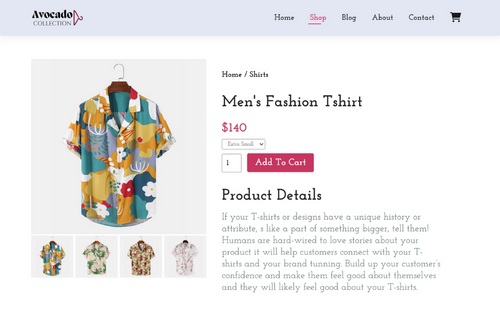 Avocado
COLLECTION
Home Shop Blog About Contact
Home / Shirts
Men's Fashion Tshirt
$140
Extra Small
1 Add To Cart
Product Details
If your T-shirts or designs have a unique history or
attribute, s like a part of something bigger, tell them!
Humans are hard-wired to love stories about your
product it will help customers connect with your T-
shirts and your brand tunning. Build up your customer's
confidence and make them feel good about themselves
and they will likely feel good about your T-shirts.